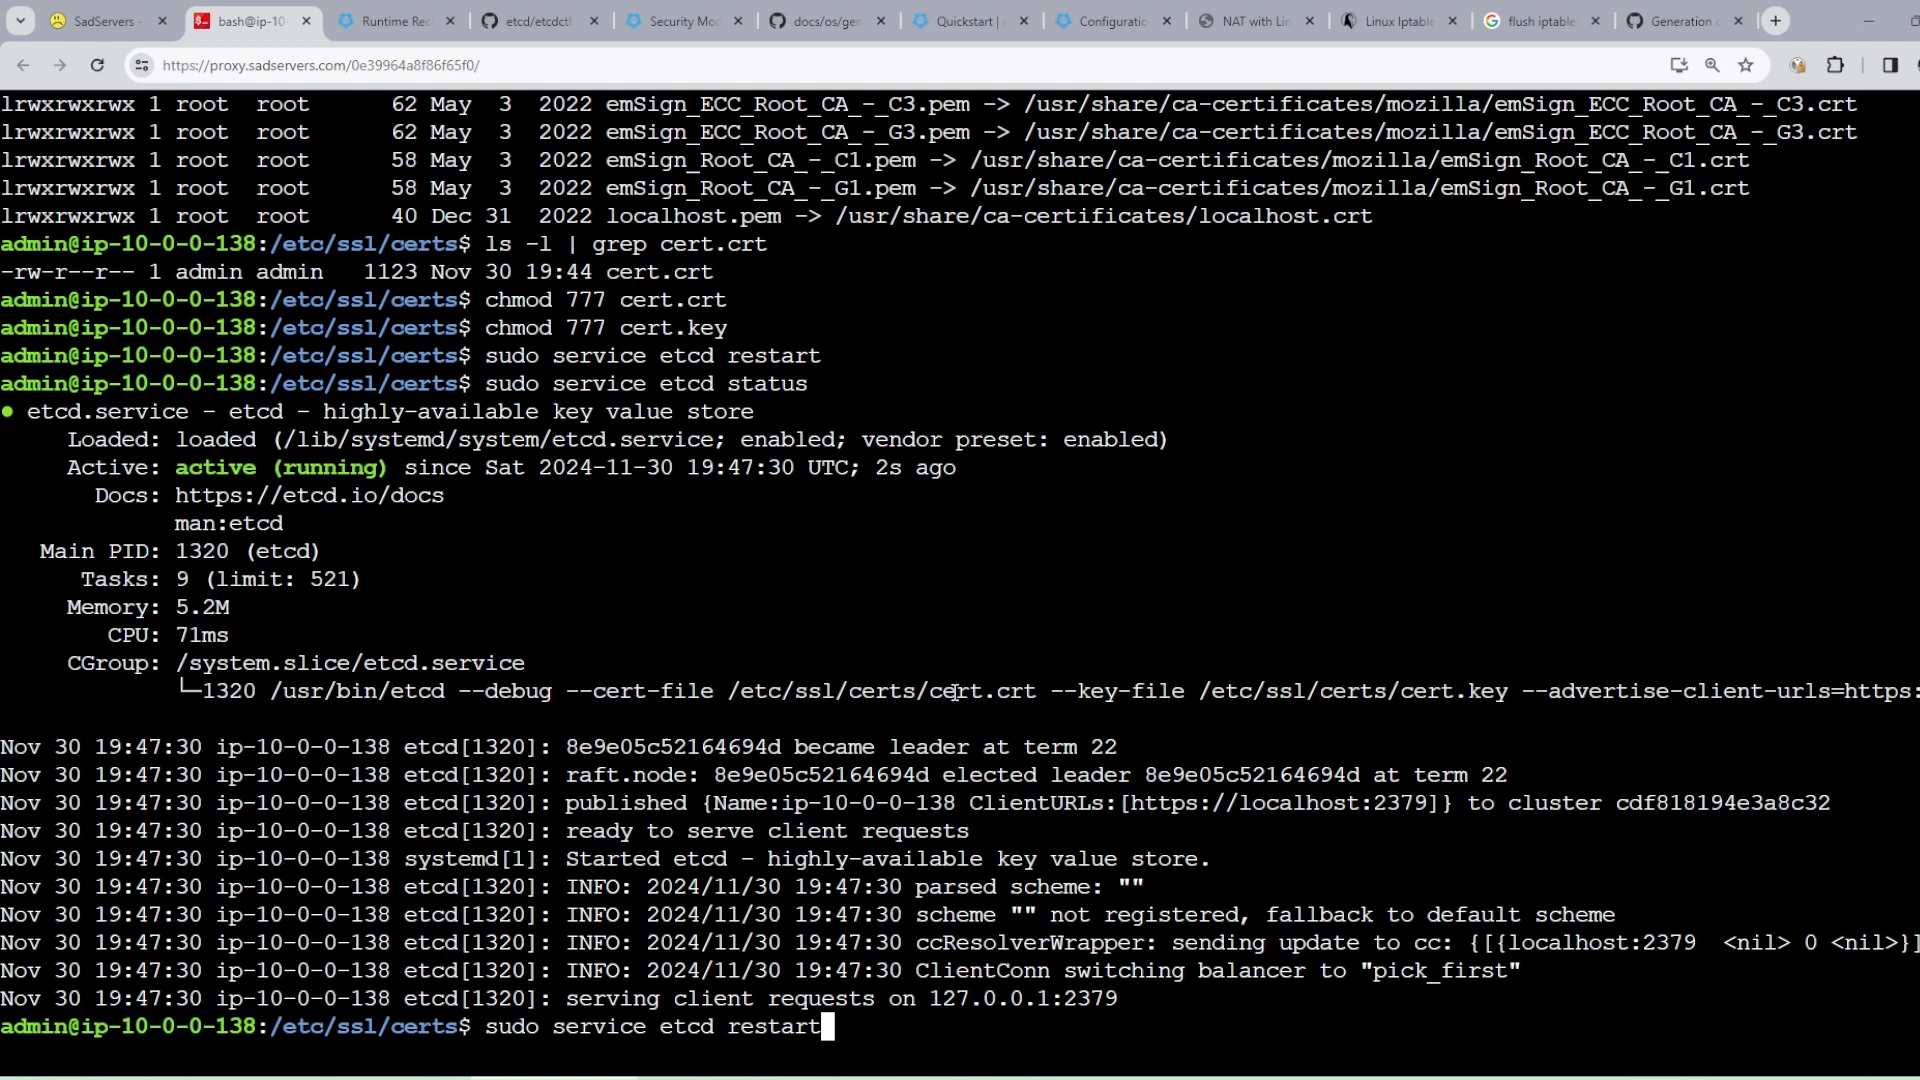 SadServers -
bash@ip-10-
Runtime Rec
etcd/etcdctl
Security Mod
docs/os/gen
Quickstart |
Configuratio
NAT with Lin
Linux Iptable
flush iptable
Generation
https://proxy.sadservers.com/0e39964a8f86f65f0/
lrwxrwxrwx 1 root  root      62 May  3  2022 emSign_ECC_Root_CA_-_C3.pem -> /usr/share/ca-certificates/mozilla/emSign_ECC_Root_CA_-_C3.crt
lrwxrwxrwx 1 root  root      62 May  3  2022 emSign_ECC_Root_CA_-_G3.pem -> /usr/share/ca-certificates/mozilla/emSign_ECC_Root_CA_-_G3.crt
lrwxrwxrwx 1 root  root      58 May  3  2022 emSign_Root_CA_-_C1.pem -> /usr/share/ca-certificates/mozilla/emSign_Root_CA_-_C1.crt
lrwxrwxrwx 1 root  root      58 May  3  2022 emSign_Root_CA_-_G1.pem -> /usr/share/ca-certificates/mozilla/emSign_Root_CA_-_G1.crt
lrwxrwxrwx 1 root  root      40 Dec 31  2022 localhost.pem -> /usr/share/ca-certificates/localhost.crt
admin@ip-10-0-0-138:/etc/ssl/certs$ ls -l | grep cert.crt
-rw-r--r-- 1 admin admin   1123 Nov 30 19:44 cert.crt
admin@ip-10-0-0-138:/etc/ssl/certs$ chmod 777 cert.crt
admin@ip-10-0-0-138:/etc/ssl/certs$ chmod 777 cert.key
admin@ip-10-0-0-138:/etc/ssl/certs$ sudo service etcd restart
admin@ip-10-0-0-138:/etc/ssl/certs$ sudo service etcd status
● etcd.service - etcd - highly-available key value store
     Loaded: loaded (/lib/systemd/system/etcd.service; enabled; vendor preset: enabled)
     Active: active (running) since Sat 2024-11-30 19:47:30 UTC; 2s ago
       Docs: https://etcd.io/docs
             man:etcd
   Main PID: 1320 (etcd)
      Tasks: 9 (limit: 521)
     Memory: 5.2M
        CPU: 71ms
     CGroup: /system.slice/etcd.service
             └─1320 /usr/bin/etcd --debug --cert-file /etc/ssl/certs/cert.crt --key-file /etc/ssl/certs/cert.key --advertise-client-urls=https:
Nov 30 19:47:30 ip-10-0-0-138 etcd[1320]: 8e9e05c52164694d became leader at term 22
Nov 30 19:47:30 ip-10-0-0-138 etcd[1320]: raft.node: 8e9e05c52164694d elected leader 8e9e05c52164694d at term 22
Nov 30 19:47:30 ip-10-0-0-138 etcd[1320]: published {Name:ip-10-0-0-138 ClientURLs:[https://localhost:2379]} to cluster cdf818194e3a8c32
Nov 30 19:47:30 ip-10-0-0-138 etcd[1320]: ready to serve client requests
Nov 30 19:47:30 ip-10-0-0-138 systemd[1]: Started etcd - highly-available key value store.
Nov 30 19:47:30 ip-10-0-0-138 etcd[1320]: INFO: 2024/11/30 19:47:30 parsed scheme: ""
Nov 30 19:47:30 ip-10-0-0-138 etcd[1320]: INFO: 2024/11/30 19:47:30 scheme "" not registered, fallback to default scheme
Nov 30 19:47:30 ip-10-0-0-138 etcd[1320]: INFO: 2024/11/30 19:47:30 ccResolverWrapper: sending update to cc: {[{localhost:2379  <nil> 0 <nil>}]
Nov 30 19:47:30 ip-10-0-0-138 etcd[1320]: INFO: 2024/11/30 19:47:30 ClientConn switching balancer to "pick_first"
Nov 30 19:47:30 ip-10-0-0-138 etcd[1320]: serving client requests on 127.0.0.1:2379
admin@ip-10-0-0-138:/etc/ssl/certs$ sudo service etcd restart